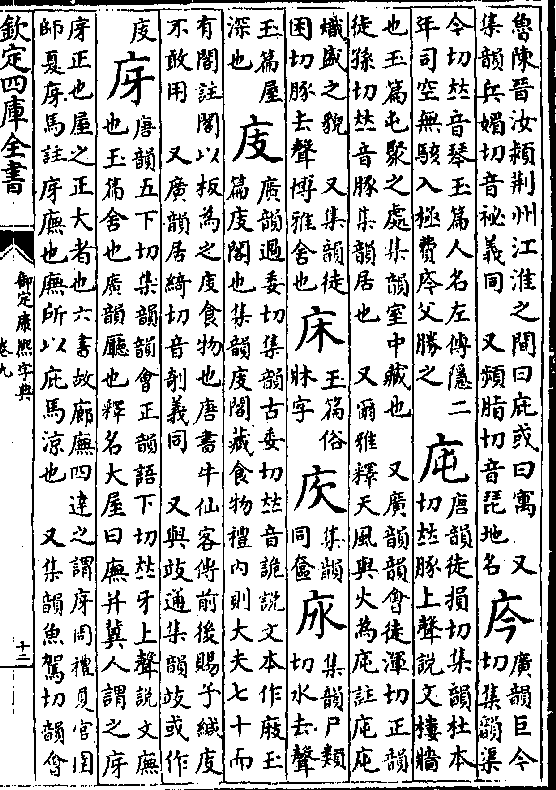 魯陳晉汝潁荆州江淮之間曰庇或曰寓 又
集韻兵媚切音祕義同 又頻脂切音琵地名
庈
廣韻巨今
切集韻渠
今切𠀤音琴玉篇人名左傳隱二
年司空無駭入極費庈父勝之
庉
唐韻徒損切集韻杜本
切𠀤豚上聲說文樓牆
也玉篇屯聚之處集韻室中藏也 又廣韻韻會徒渾切正韻
徒孫切𠀤音豚集韻居也 又爾雅釋天風與火為庉註庉庉
熾盛之貌 又集韻徒
困切豚去聲博雅舍也
床
玉篇俗
牀字
集韻
同
集韻尸類
切水去聲
玉篇屋
深也
庋
廣韻過委切集韻古委切𠀤音詭說文本作庪玉
篇庋閣也集韻庋閣藏食物禮內則大夫七十而
有閣註閣以板為之庋食物也唐書牛仙客傳前後賜予緘庋
不敢用 又廣韻居綺切音剞義同 又與攱通集韻攱或作
庋
庌
唐韻五下切集韻韻會正韻語下切𠀤牙上聲說文廡
也玉篇舍也廣韻廳也釋名大屋曰廡幷冀人謂之庌
庌正也屋之正大者也六書故廊廡四達之謂庌周禮夏官圉
師夏庌馬註庌廡也廡所以庇馬涼也 又集韻魚駕切韻會
欽定四庫全書
御定康熙字典
卷九
十二